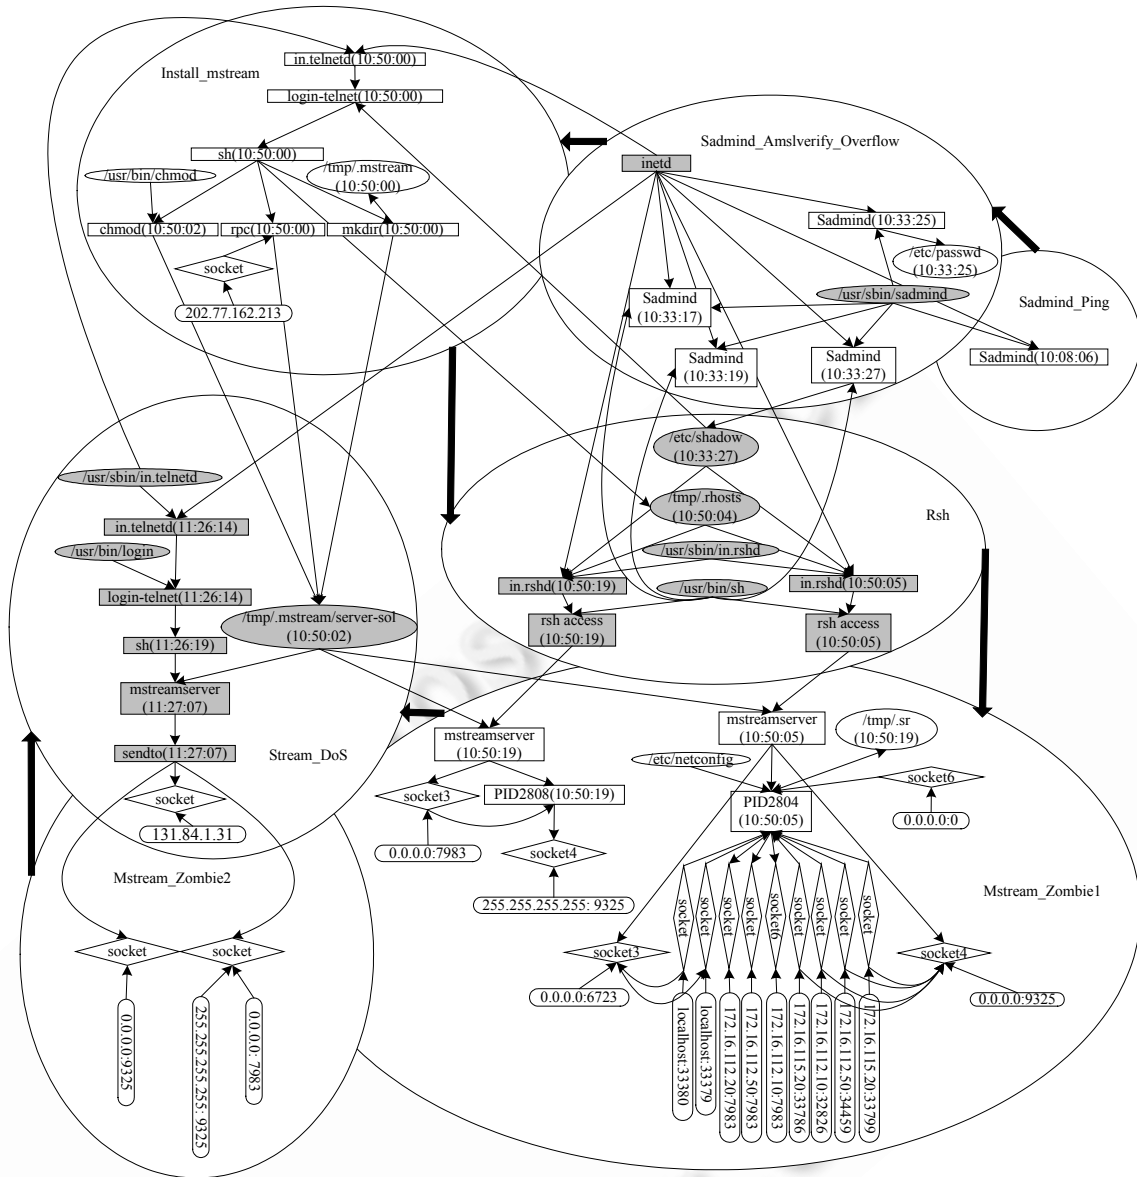 in.telnetd(10:50:00)
Install_mstream
login-telnet(10:50:00)
sh(10:50:00)
/usr/bin/chmod
/tmp/.mstream
(10:50:00)
chmod(10:50:02)
rpc(10:50:00)
mkdir(10:50:00)
socket
202.77.162.213
Sadmind_Amslverify_Overflow
inetd
Sadmind(10:33:25)
/etc/passwd
(10:33:25)
/usr/sbin/sadmind
Sadmind
(10:33:17)
Sadmind
(10:33:19)
Sadmind
(10:33:27)
Sadmind_Ping
Sadmind(10:08:06)
/etc/shadow
(10:33:27)
/tmp/.rhosts
(10:50:04)
Rsh
/usr/sbin/in.rshd
in.rshd(10:50:19)
/usr/bin/sh
in.rshd(10:50:05)
rsh access
(10:50:19)
rsh access
(10:50:05)
/usr/sbin/in.telnetd
in.telnetd(11:26:14)
/usr/bin/login
login-telnet(11:26:14)
/tmp/.mstream/server-sol
(10:50:02)
sh(11:26:19)
mstreamserver
(11:27:07)
sendto(11:27:07)
Stream_DoS
socket
131.84.1.31
mstreamserver
(10:50:19)
socket3
PID2808(10:50:19)
0.0.0.0:7983
socket4
255.255.255.255: 9325
mstreamserver
(10:50:05)
/tmp/.sr
(10:50:19)
/etc/netconfig
socket6
PID2804
(10:50:05)
0.0.0.0:0
Mstream_Zombie2
Mstream_Zombie1
socket
socket
0.0.0.0:9325
255.255.255.255: 9325
0.0.0.0: 7983
socket
socket
socket
socket
socket6
socket
socket
socket
socket
socket3
socket4
0.0.0.0:6723
0.0.0.0:9325
localhost:33380
localhost:33379
172.16.112.20:7983
172.16.112.50:7983
172.16.112.10:7983
172.16.115.20:33786
172.16.112.10:32826
172.16.112.50:34459
172.16.115.20:33799